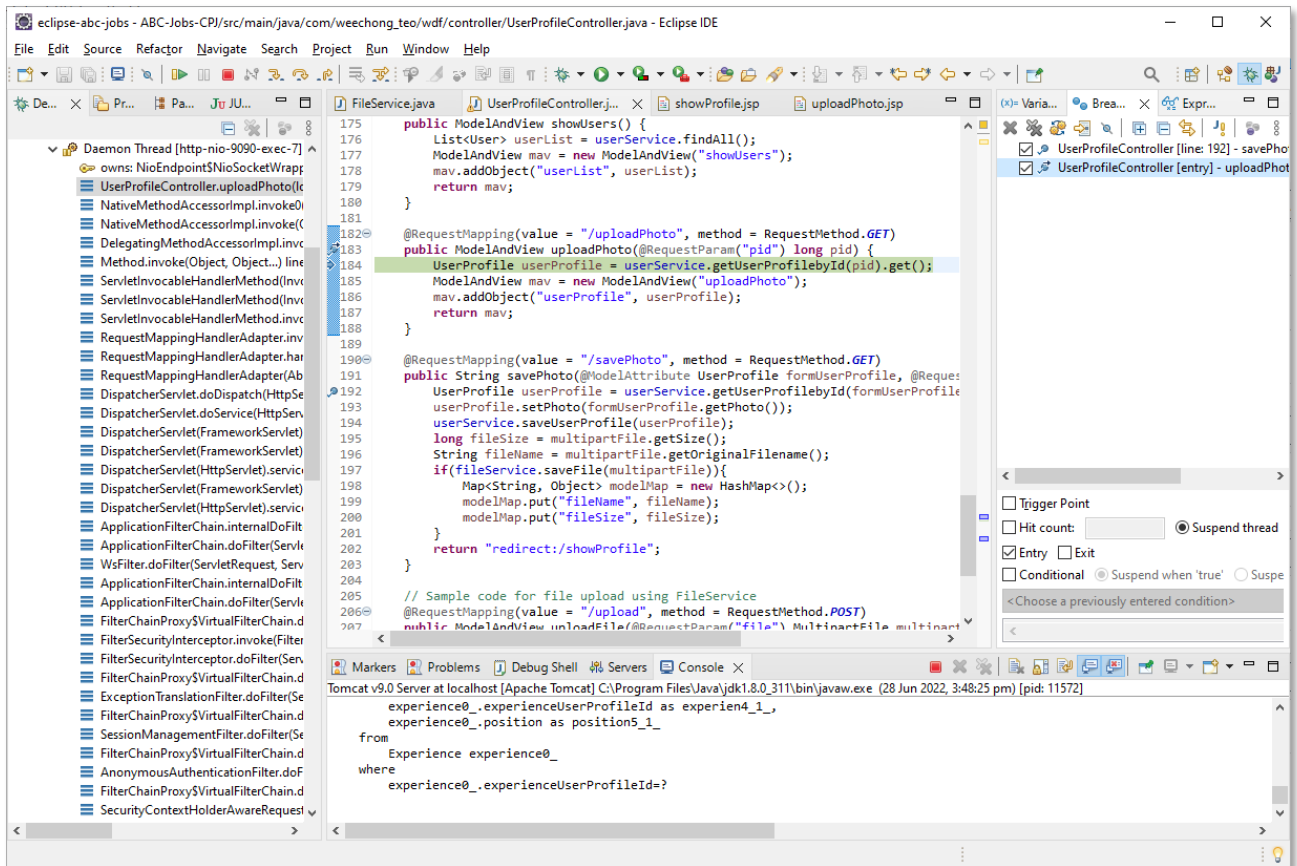 eclipse-abc-jobs - ABC-Jobs-CPJ/src/main/java/com/weechong_teo/wdf/controller/UserProfileController.java - Eclipse IDE
File Edit Source Refactor Navigate Search Project Run Window Help
De... Pr... Pa... JUJU...
Daemon Thread [http-nio-9090-exec-7]
owns: NioEndpoint$NioSocketWrapp
UserProfileController.uploadPhoto(lo
NativeMethodAccessorImpl.invoke0(
NativeMethodAccessorImpl.invoke(O
DelegatingMethodAccessorImpl.invo
Method.invoke(Object, Object...) line
ServletInvocableHandlerMethod(Invo
ServletInvocableHandlerMethod(Invo
ServletInvocableHandlerMethod.invo
RequestMappingHandlerAdapter.inv
RequestMappingHandlerAdapter.har
RequestMappingHandlerAdapter(Ab
DispatcherServlet.doDispatch(HttpSe
DispatcherServlet.doService(HttpServ
DispatcherServlet(FrameworkServlet)
DispatcherServlet(FrameworkServlet)
DispatcherServlet(HttpServlet).servic
DispatcherServlet(FrameworkServlet)
DispatcherServlet(HttpServlet).servic
ApplicationFilterChain.internalDoFilt
ApplicationFilterChain.doFilter(Servle
WsFilter.doFilter(ServletRequest, Serv
ApplicationFilterChain.internalDoFilt
ApplicationFilterChain.doFilter(Servle
FilterChainProxy$VirtualFilterChain.d
FilterSecurityInterceptor.invoke(Filter
FilterSecurityInterceptor.doFilter(Serv
FilterChainProxy$VirtualFilterChain.d
ExceptionTranslationFilter.doFilter(Se
FilterChainProxy$VirtualFilterChain.d
SessionManagementFilter.doFilter(Se
FilterChainProxy$VirtualFilterChain.d
AnonymousAuthenticationFilter.doF
FilterChainProxy$VirtualFilterChain.d
SecurityContextHolderAwareRequest
FileService.java UserProfileController.j... showProfile.jsp uploadPhoto.jsp
175 public ModelAndView showUsers() {
176 List<User> userList = userService.findAll();
177 ModelAndView mav = new ModelAndView("showUsers");
178 mav.addObject("userList", userList);
179 return mav;
180 }
181
182 @RequestMapping(value = "/uploadPhoto", method = RequestMethod.GET)
183 public ModelAndView uploadPhoto(@RequestParam("pid") long pid) {
184 UserProfile userProfile = userService.getUserProfilebyId(pid).get();
185 ModelAndView mav = new ModelAndView("uploadPhoto");
186 mav.addObject("userProfile", userProfile);
187 return mav;
188 }
189
190 @RequestMapping(value = "/savePhoto", method = RequestMethod.GET)
191 public String savePhoto(@ModelAttribute UserProfile formUserProfile, @Reques
192 UserProfile userProfile = userService.getUserProfilebyId(formUserProfile
193 userProfile.setPhoto(formUserProfile.getPhoto());
194 userService.saveUserProfile(userProfile);
195 long fileSize = multipartFile.getSize();
196 String fileName = multipartFile.getOriginalFilename();
197 if(fileService.saveFile(multipartFile)){
198 Map<String, Object> modelMap = new HashMap<>();
199 modelMap.put("fileName", fileName);
200 modelMap.put("fileSize", fileSize);
201 }
202 return "redirect:/showProfile";
203 }
204
205 // Sample code for file upload using FileService
206 @RequestMapping(value = "/upload", method = RequestMethod.POST)
207 public ModelAndView uploadFile(@RequestParam("file") MultipartFile multipart
(x)= Varia... Brea... Expr...
UserProfileController [line: 192] - savePho
UserProfileController [entry] - uploadPhot
Trigger Point
Hit count: Suspend thread
Entry Exit
Conditional Suspend when 'true' Suspe
<Choose a previously entered condition>
Markers Problems Debug Shell Servers Console
Tomcat v9.0 Server at localhost [Apache Tomcat] C:\Program Files\Java\jdk1.8.0_311\bin\javaw.exe (28 Jun 2022, 3:48:25 pm) [pid: 11572]
experience0_.experienceUserProfileId as experien4_1_,
experience0_.position as position5_1_
from
Experience experience0_
where
experience0_.experienceUserProfileId=?